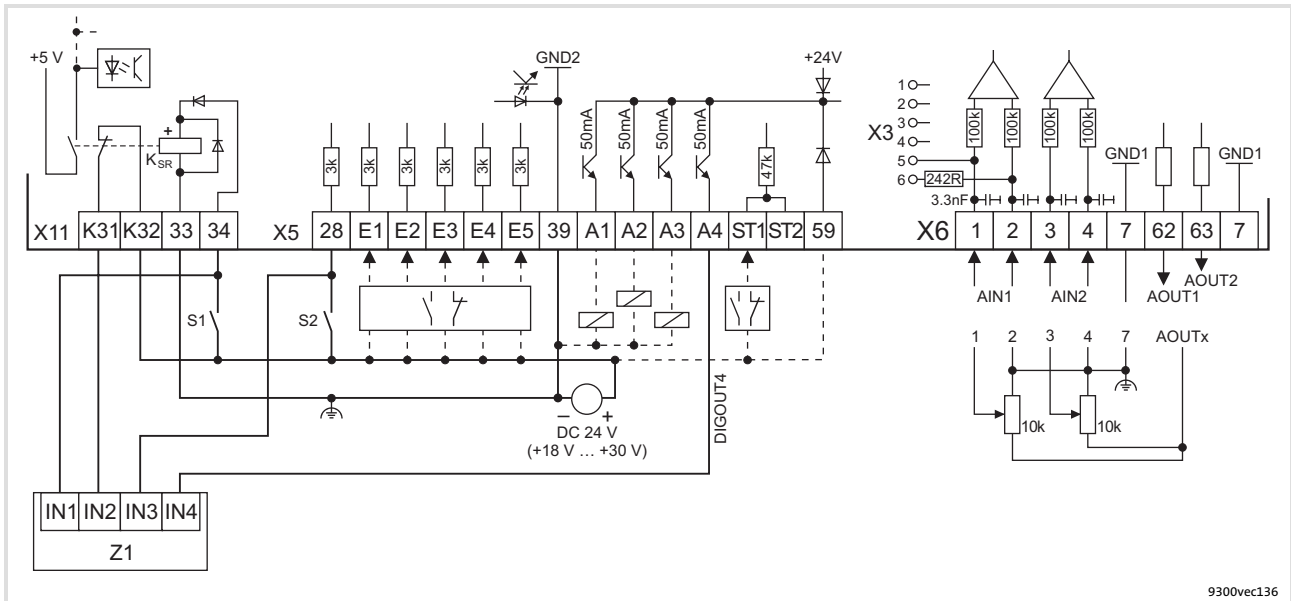 +5 V
+
K_SR
GND2
+24V
3k
3k
3k
3k
3k
3k
50mA
50mA
50mA
50mA
47k
X3
1
2
3
4
5
6
242R
3.3nF
100k
100k
100k
100k
GND1
GND1
X11 K31 K32 33 34
X5 28 E1 E2 E3 E4 E5 39 A1 A2 A3 A4 ST1 ST2 59
X6 1 2 3 4 7 62 63 7
S1
S2
AIN1
AIN2
AOUT1
AOUT2
1 2 3 4 7 AOUTx
10k
10k
– +
DC 24 V
(+18 V ... +30 V)
DIGOUT4
IN1 IN2 IN3 IN4
Z1
9300vec136